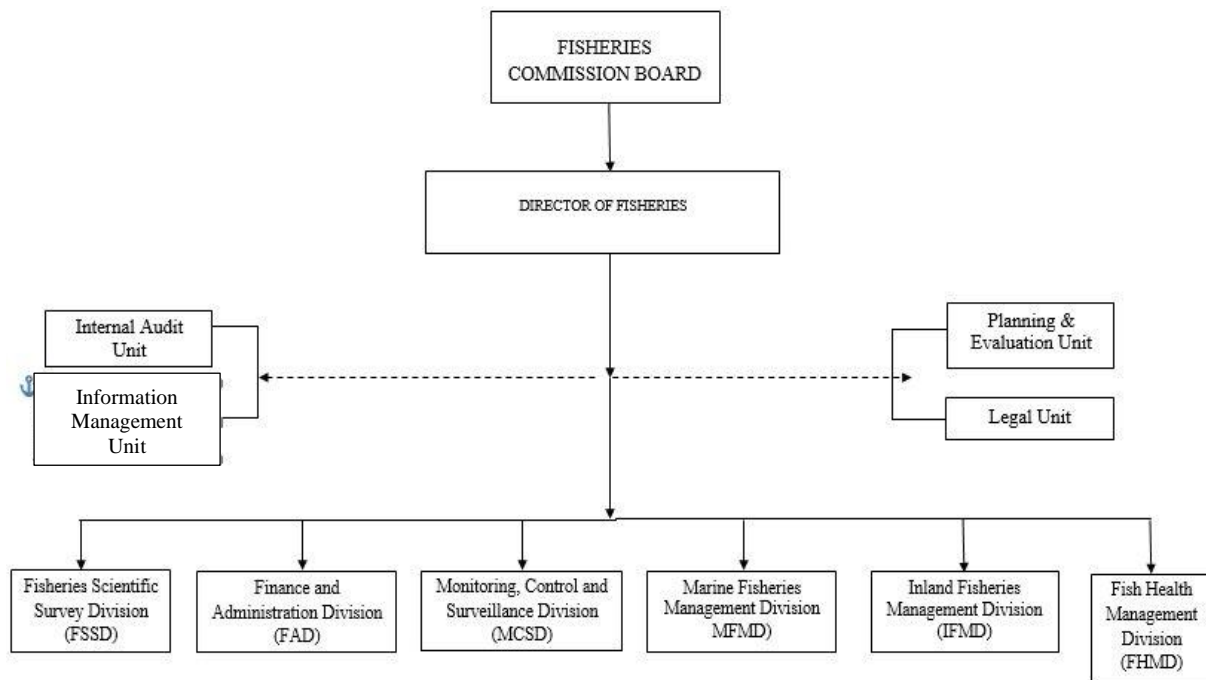 FISHERIES
COMMISSION BOARD
DIRECTOR OF FISHERIES
Internal Audit
Unit
Information
Management
Unit
Planning &
Evaluation Unit
Legal Unit
Fisheries Scientific
Survey Division
(FSSD)
Finance and
Administration Division
(FAD)
Monitoring, Control and
Surveillance Division
(MCSD)
Marine Fisheries
Management Division
MFMD)
Inland Fisheries
Management Division
(IFMD)
Fish Health
Management
Division
(FHMD)